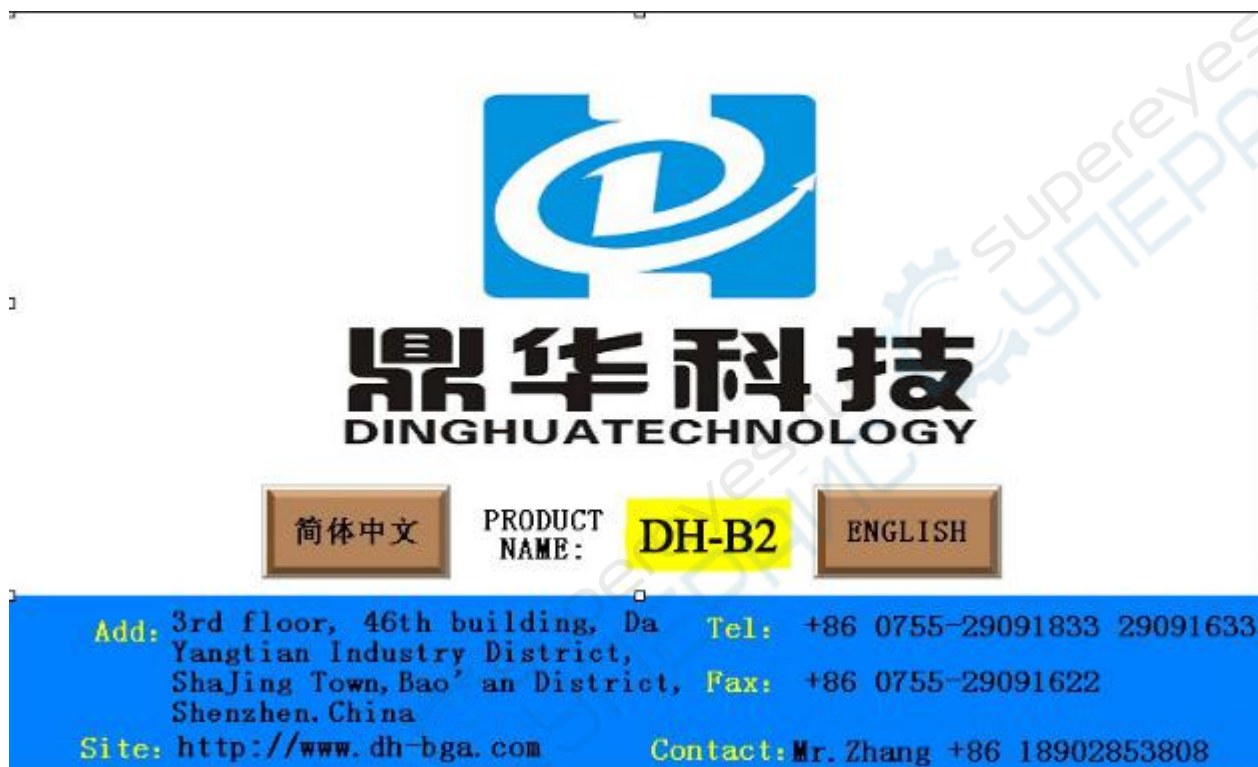 鼎华科技
DINGHUATECHNOLOGY
简体中文
PRODUCT
NAME:
DH-B2
ENGLISH
Add: 3rd floor, 46th building, Da
Yangtian Industry District,
ShaJing Town, Bao'an District,
Shenzhen. China
Tel: +86 0755-29091833 29091633
Fax: +86 0755-29091622
Site: http://www.dh-bga.com
Contact: Mr. Zhang +86 18902853808
supereyes